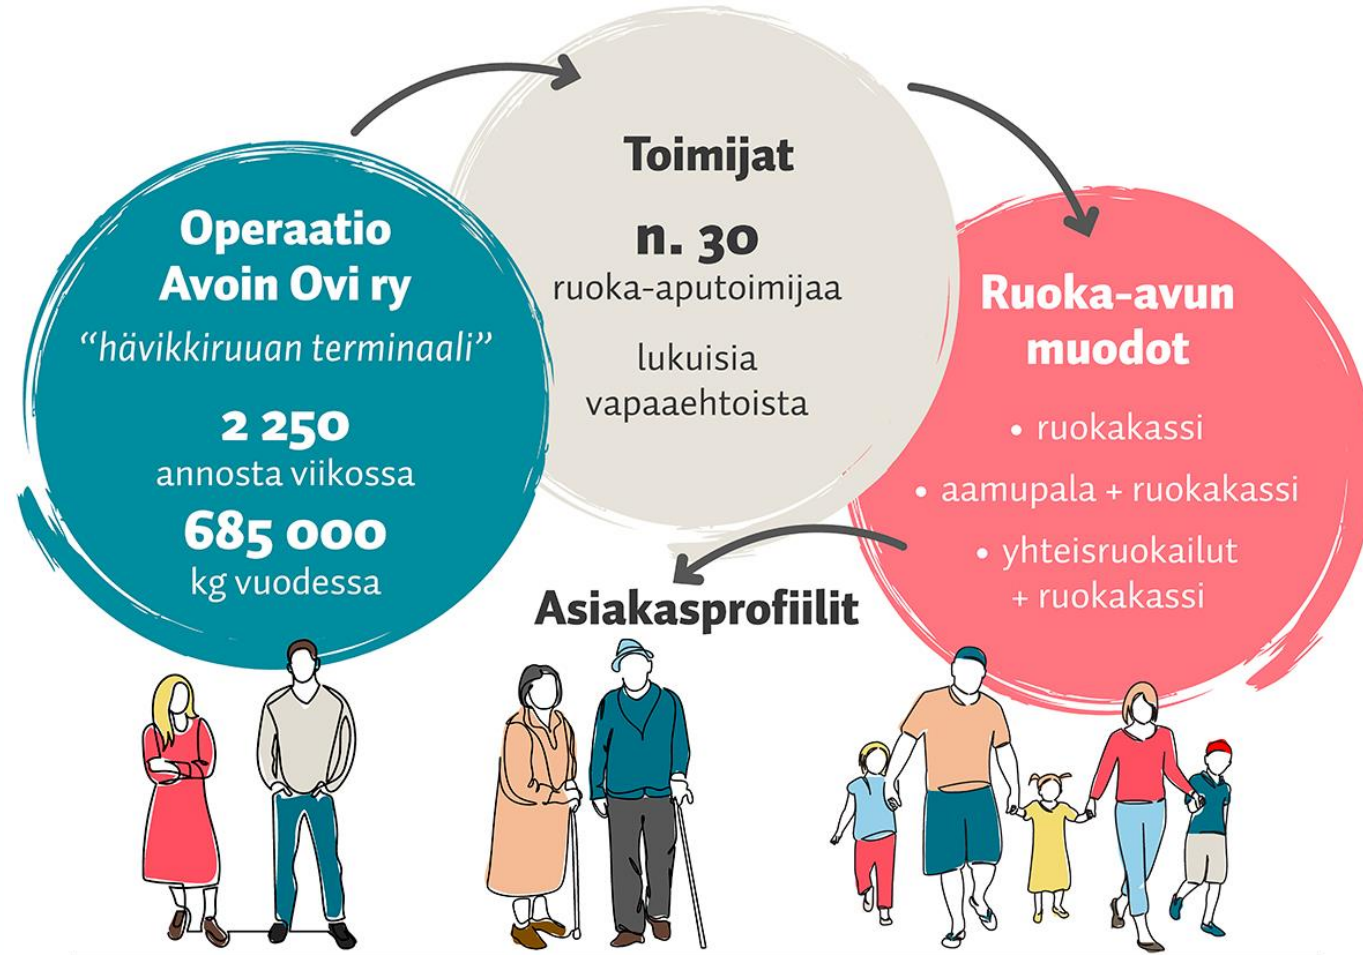 Operaatio
Avoin Ovi ry
“hävikkiruuan terminaali”
2 250
annosta viikossa
685 000
kg vuodessa
Toimijat
n. 30
ruoka-aputoimijaa
lukuisia
vapaaehtoista
Ruoka-avun
muodot
• ruokakassi
• aamupala + ruokakassi
• yhteisruokailut
+ ruokakassi
Asiakasprofiilit